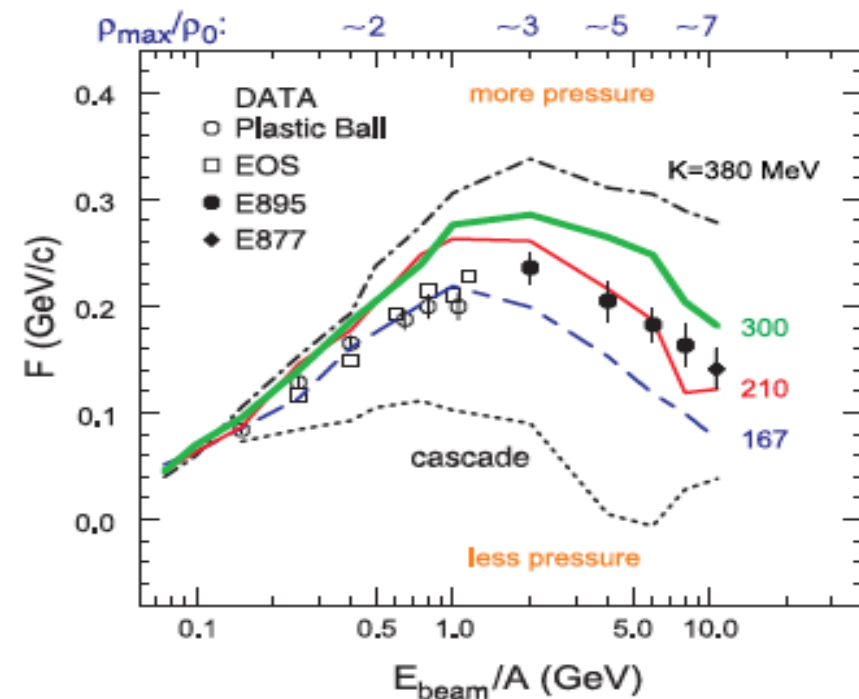 ρmax/ρ0: ~2 ~3 ~5 ~7
DATA
Plastic Ball
EOS
E895
E877
more pressure
K=380 MeV
300
210
167
cascade
less pressure
0.4
0.3
0.2
0.1
0.0
F (GeV/c)
0.1 0.5 1.0 5.0 10.0
Ebeam/A (GeV)